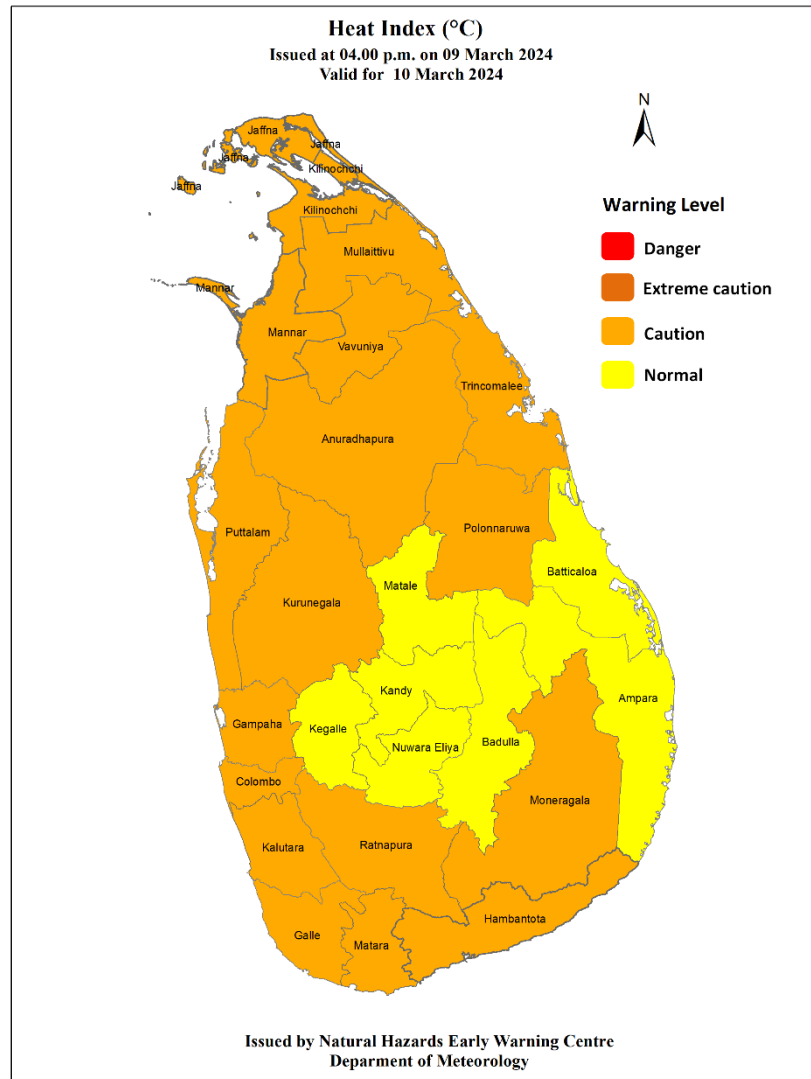 Heat Index (°C)
Issued at 04.00 p.m. on 09 March 2024
Valid for 10 March 2024
N
Warning Level
Danger
Extreme caution
Caution
Normal
Jaffna
Jaffna
Jaffna
Kilinochchi
Jaffna
Kilinochchi
Mullaittivu
Mannar
Mannar
Vavuniya
Trincomalee
Anuradhapura
Puttalam
Polonnaruwa
Batticaloa
Matale
Kurunegala
Kandy
Ampara
Kegalle
Gampaha
Nuwara Eliya
Badulla
Colombo
Moneragala
Kalutara
Ratnapura
Hambantota
Galle
Matara
Issued by Natural Hazards Early Warning Centre
Deparment of Meteorology